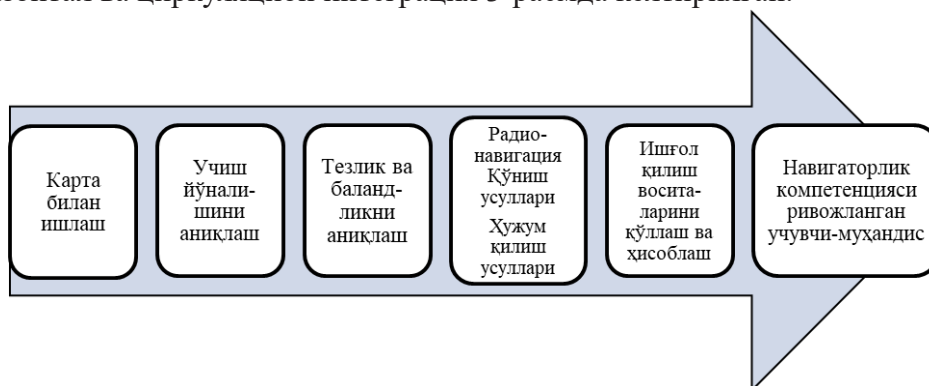 ва циркуляцион интеграция 3-расмда келтирилган.
Карта
билан
ишлаш
Учиш
йўнали-
шини
аниқлаш
Тезлик ва
баланд-
ликни
аниқлаш
Радио-
навигация
Қўниш
усуллари
Ҳужум
қилиш
усуллари
Ишғол
қилиш
восита-
ларини
қўллаш ва
ҳисоблаш
Навигаторлик
компетенцияси
ривожланган
учувчи-муҳандис